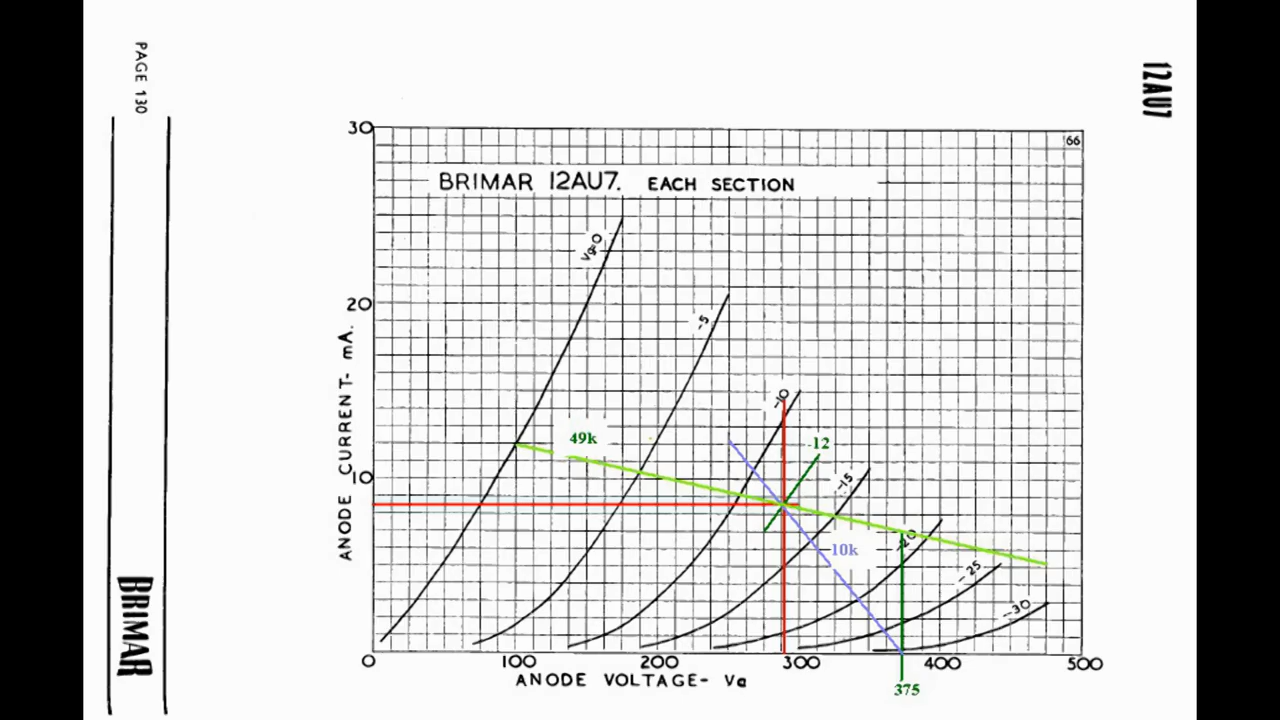 PAGE 130
BRIMAR
12AU7
30
66
BRIMAR 12AU7. EACH SECTION
Vg=0
20
-5
-10
49k
-12
10
-15
10k
-20
-25
-30
0 100 200 300 400 500
ANODE CURRENT- mA.
ANODE VOLTAGE- Va
375